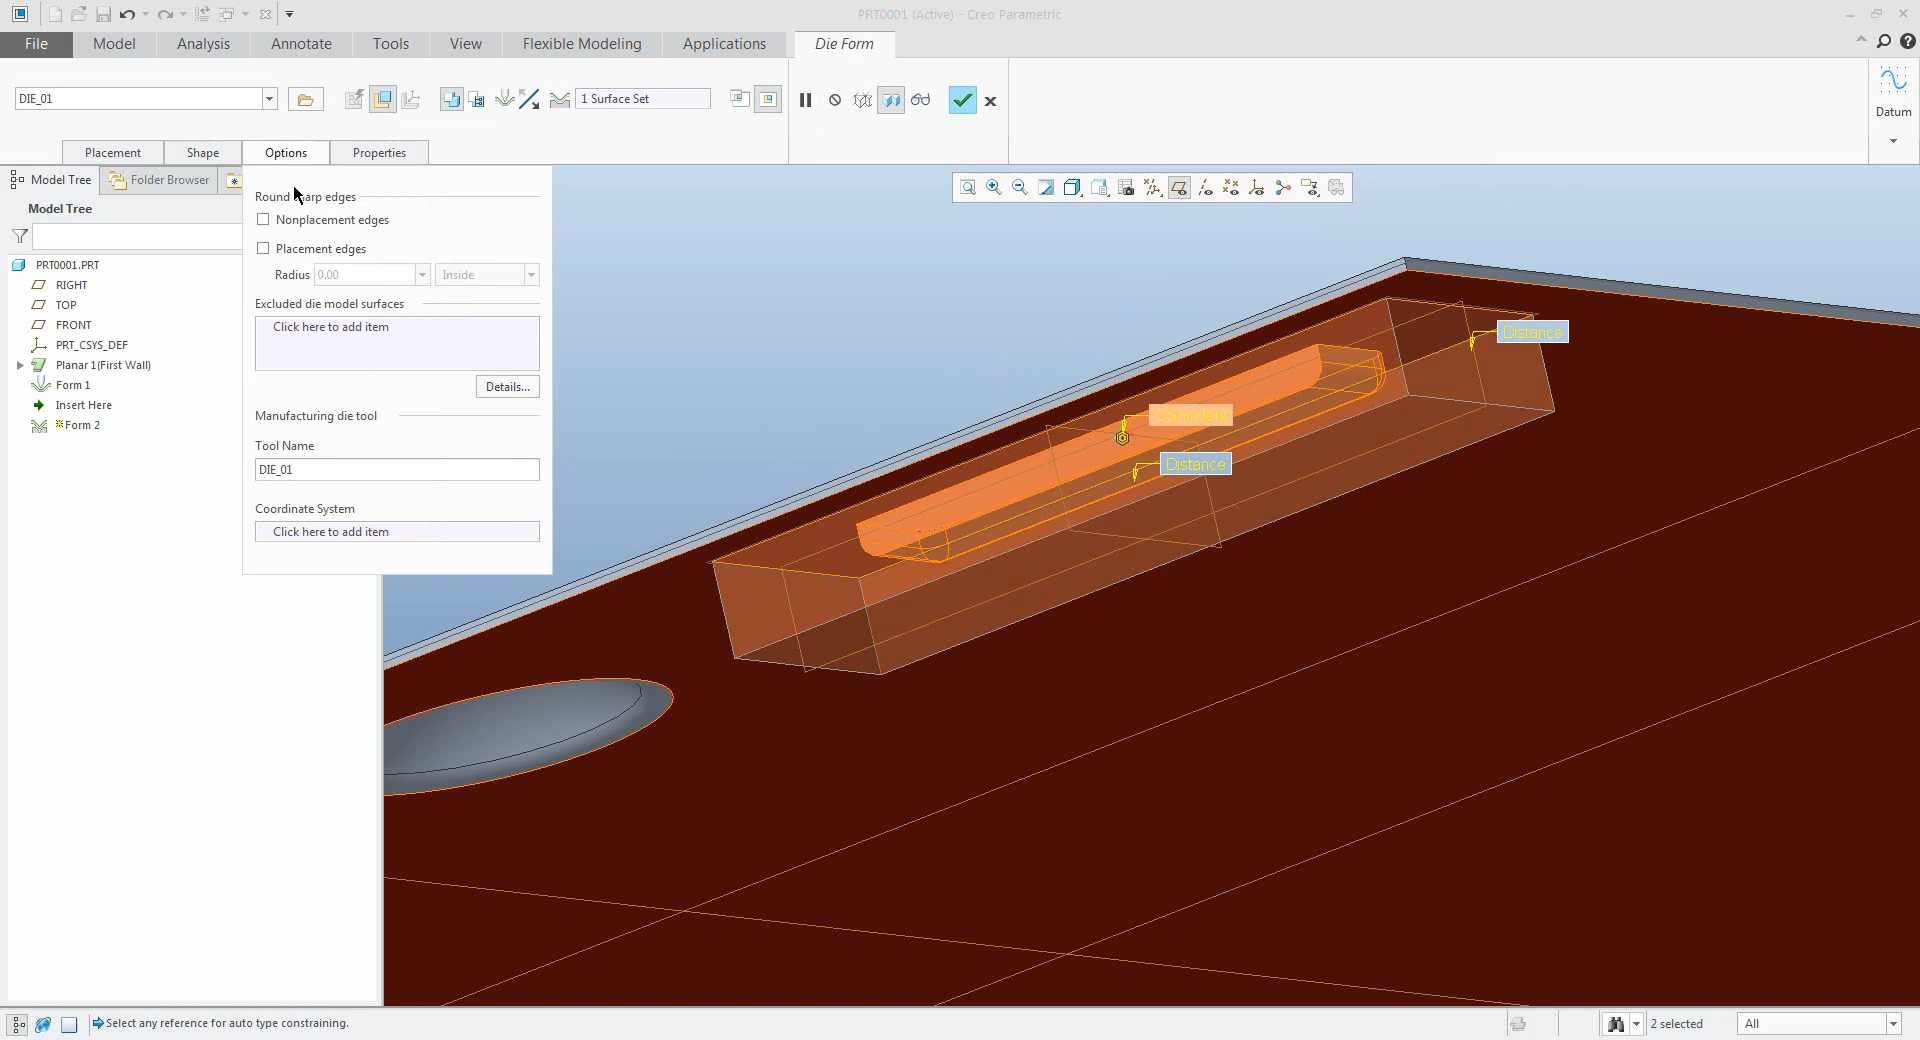 PRT0001 (Active) - Creo Parametric
File
Model
Analysis
Annotate
Tools
View
Flexible Modeling
Applications
Die Form
DIE_01
1 Surface Set
Datum
Placement
Shape
Options
Properties
Model Tree
Folder Browser
Model Tree
Round sharp edges
Nonplacement edges
Placement edges
Radius 0.00 Inside
Excluded die model surfaces
Click here to add item
Details...
Manufacturing die tool
Tool Name
DIE_01
Coordinate System
Click here to add item
PRT0001.PRT
RIGHT
TOP
FRONT
PRT_CSYS_DEF
Planar 1(First Wall)
Form 1
Insert Here
Form 2
Distance
Coincident
Distance
Select any reference for auto type constraining.
2 selected
All